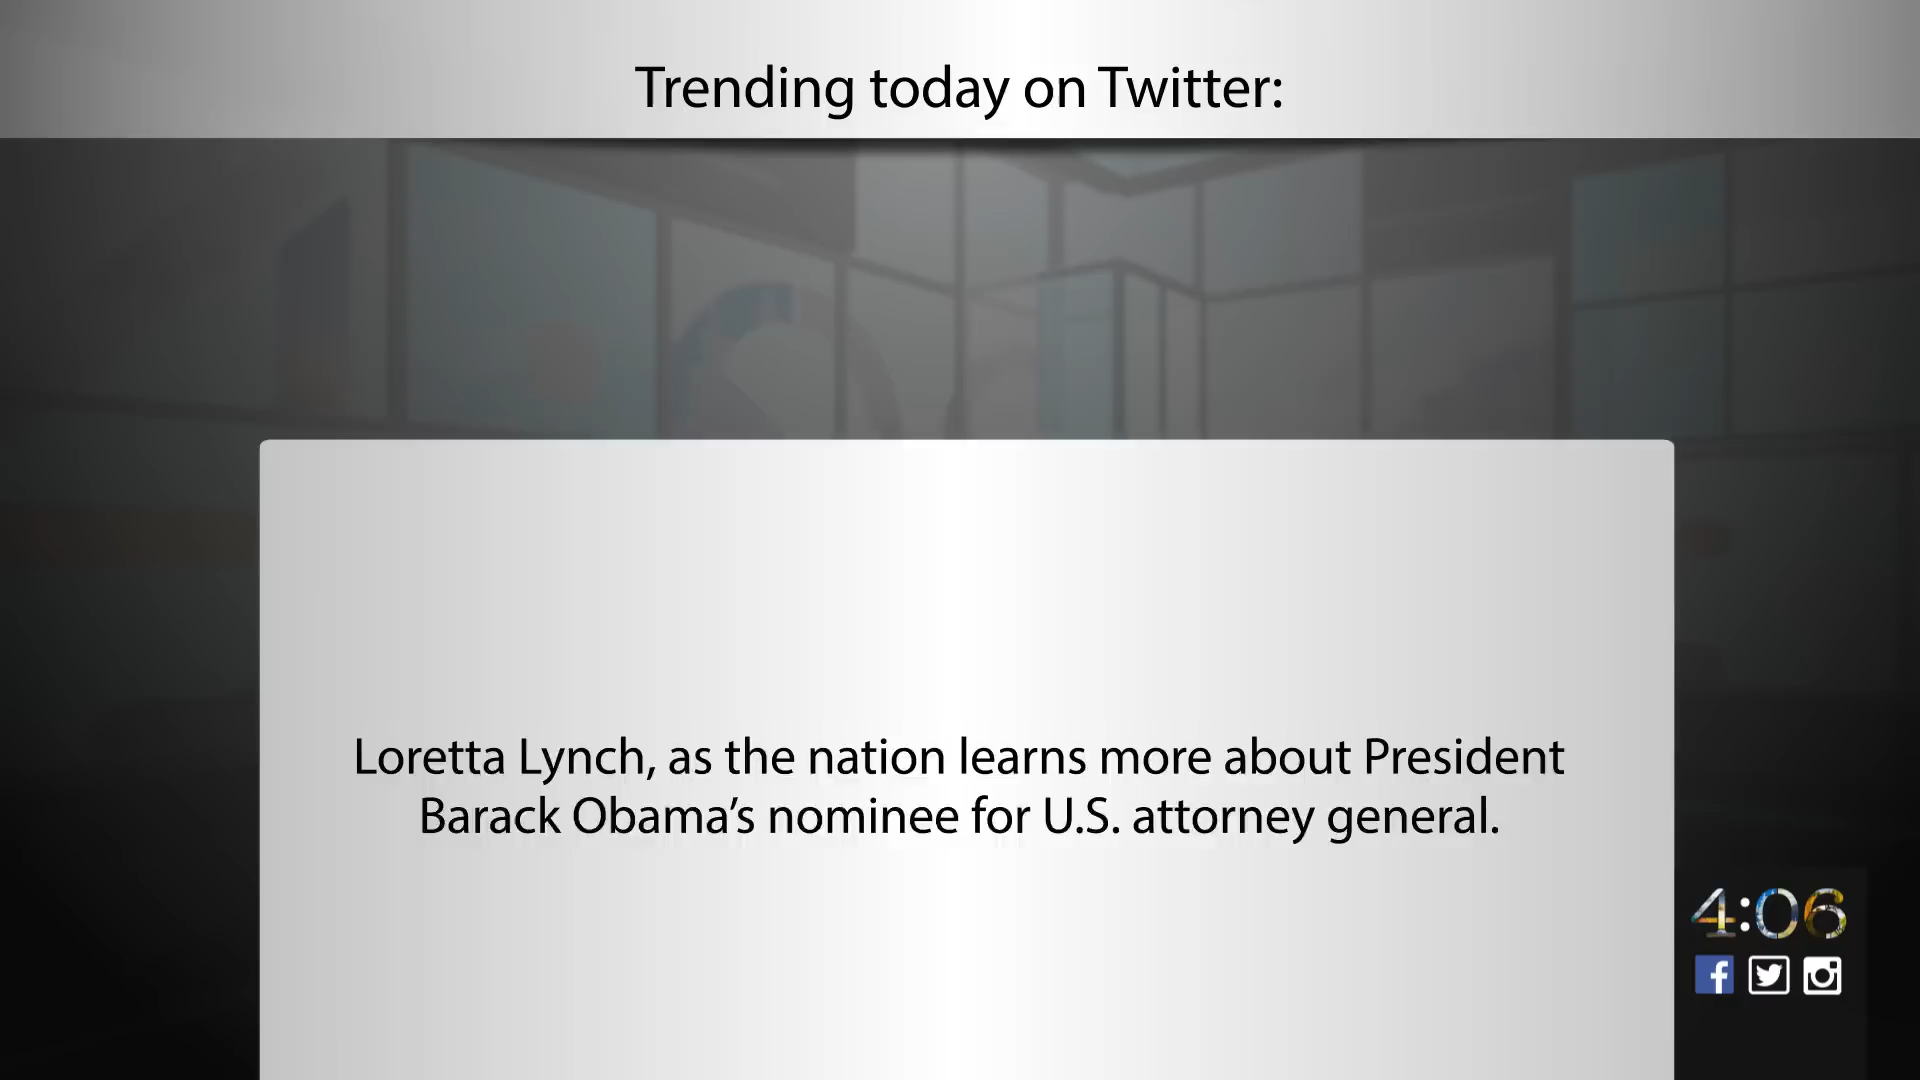 Trending today on Twitter:
Loretta Lynch, as the nation learns more about President
Barack Obama’s nominee for U.S. attorney general.
4:06